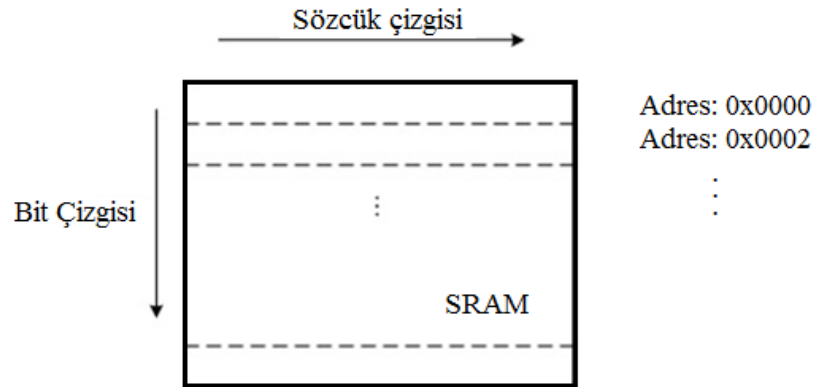 Sözcük çizgisi
Adres: 0x0000
Adres: 0x0002
Bit Çizgisi
SRAM